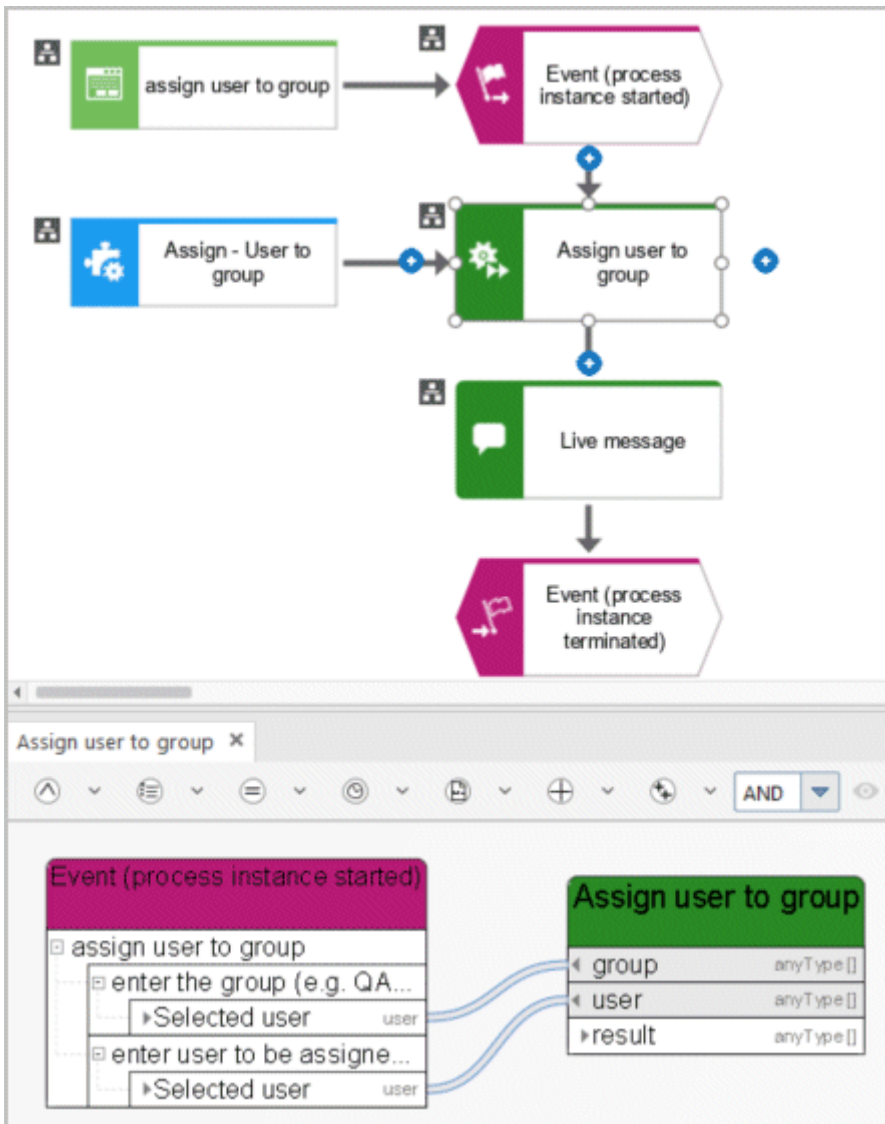 assign user to group
Event (process
instance started)
Assign - User to
group
Assign user to
group
Live message
Event (process
instance
terminated)
Assign user to group
AND
Event (process instance started)
assign user to group
enter the group (e.g. QA...
Selected user user
enter user to be assigne...
Selected user user
Assign user to group
group anyType[]
user anyType[]
result anyType[]